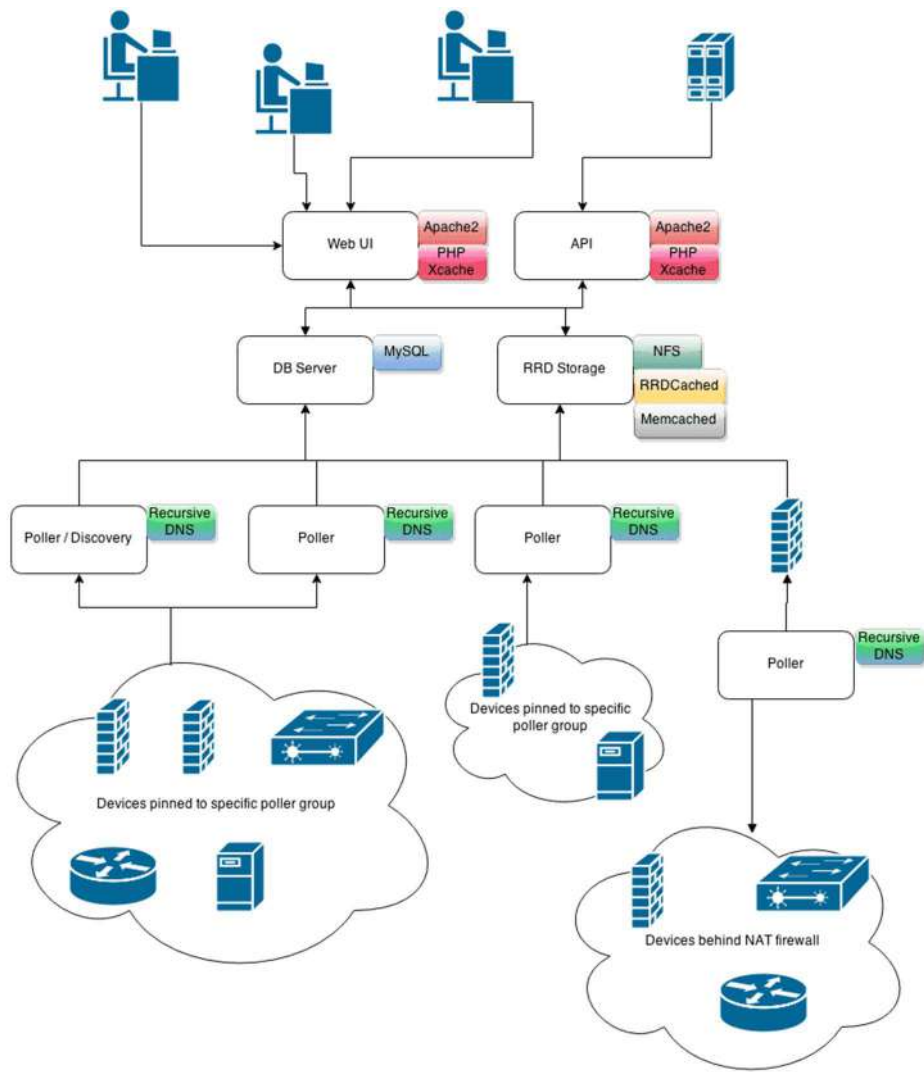 Web UI
Apache2
PHP
Xcache
API
Apache2
PHP
Xcache
DB Server
MySQL
RRD Storage
NFS
RRDCached
Memcached
Poller / Discovery
Recursive
DNS
Poller
Recursive
DNS
Poller
Recursive
DNS
Poller
Recursive
DNS
Devices pinned to specific
poller group
Devices pinned to specific poller group
Devices behind NAT firewall